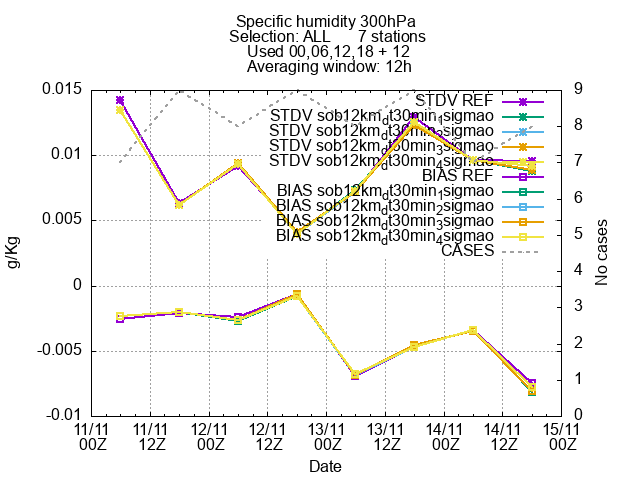 Specific humidity 300hPa
Selection: ALL 7 stations
Used 00,06,12,18 + 12
Averaging window: 12h
g/Kg
0.015
0.01
0.005
0
-0.005
-0.01
STDV REF
STDV sob12km_dt30min_1sigmao
STDV sob12km_dt30min_2sigmao
STDV sob12km_dt30min_3sigmao
STDV sob12km_dt30min_4sigmao
BIAS REF
BIAS sob12km_dt30min_1sigmao
BIAS sob12km_dt30min_2sigmao
BIAS sob12km_dt30min_3sigmao
BIAS sob12km_dt30min_4sigmao
CASES
9
8
7
6
5
4
3
2
1
0
No cases
11/11 11/11 12/11 12/11 13/11 13/11 14/11 14/11 15/11
00Z 12Z 00Z 12Z 00Z 12Z 00Z 12Z 00Z
Date